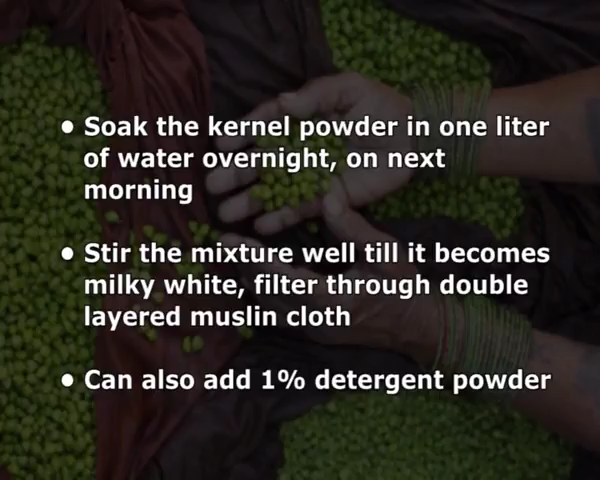 • Soak the kernel powder in one liter
of water overnight, on next
morning
• Stir the mixture well till it becomes
milky white, filter through double
layered muslin cloth
• Can also add 1% detergent powder